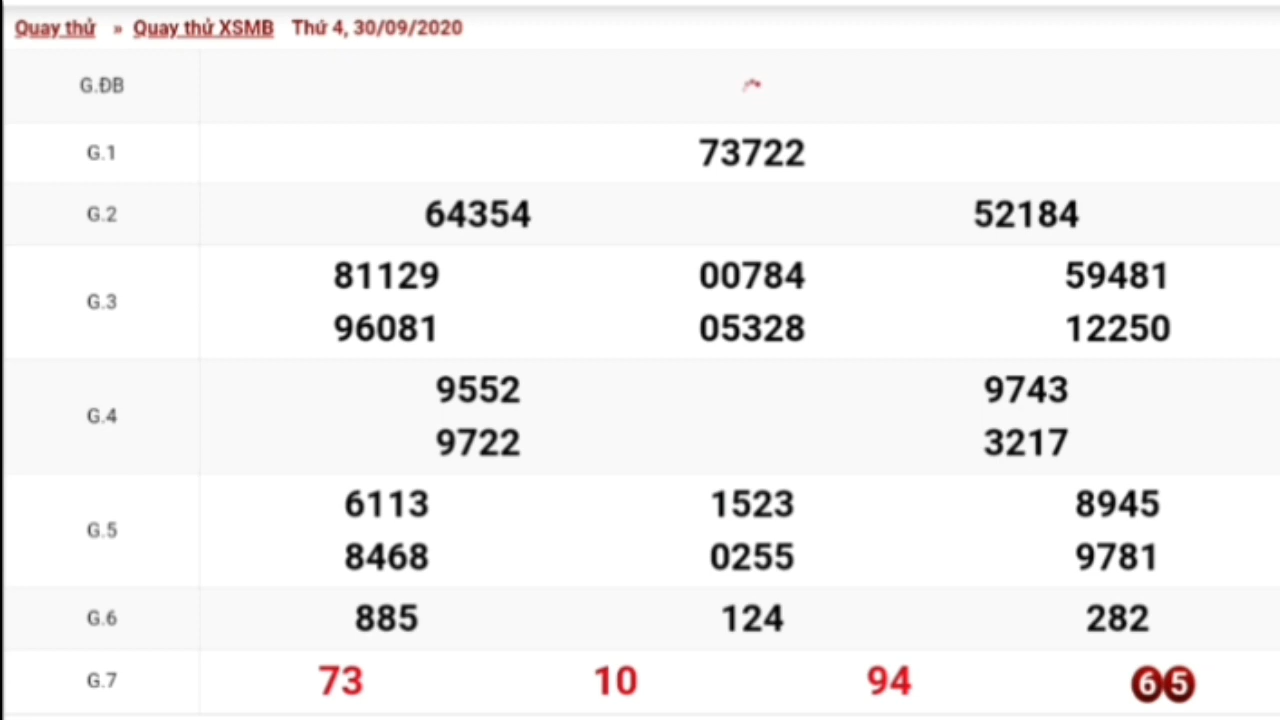 Quay thử » Quay thử XSMB Thứ 4, 30/09/2020
G.ĐB
G.1 73722
G.2 64354 52184
G.3 81129 00784 59481
96081 05328 12250
G.4 9552 9743
9722 3217
G.5 6113 1523 8945
8468 0255 9781
G.6 885 124 282
G.7 73 10 94 65